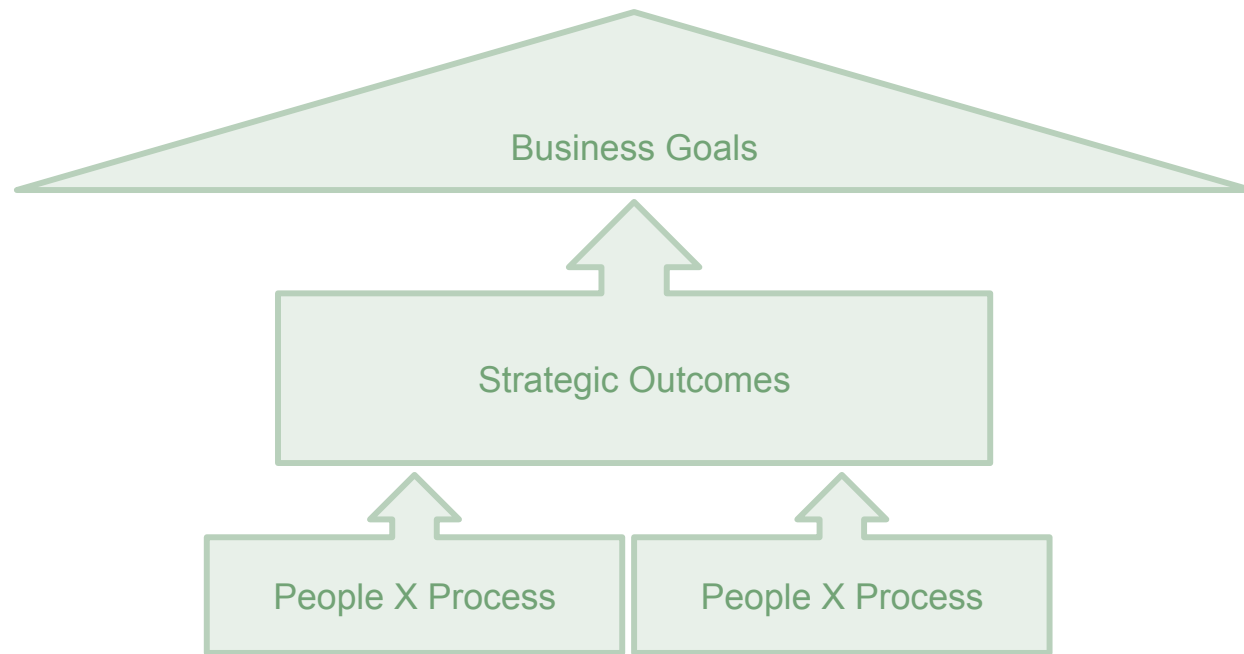 Business Goals
Strategic Outcomes
People X Process
People X Process